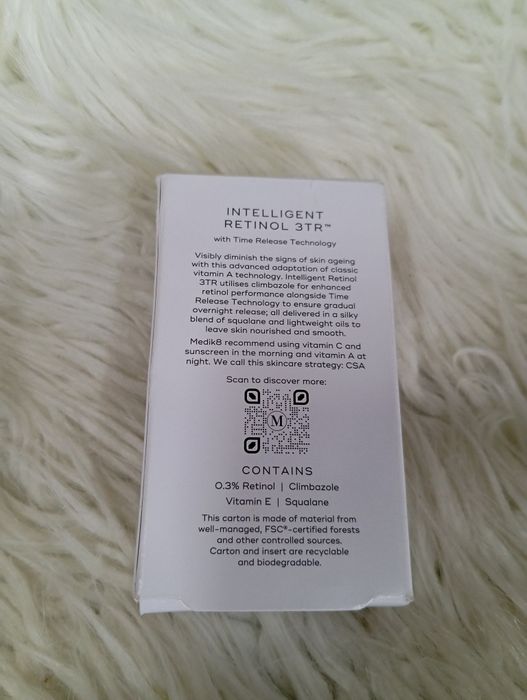 INTELLIGENT
RETINOL 3TR™
with Time Release Technology
Visibly diminish the signs of skin ageing
with this advanced adaptation of classic
vitamin A technology. Intelligent Retinol
3TR utilises climbazole for enhanced
retinol performance alongside Time
Release Technology to ensure gradual
overnight release; all delivered in a silky
blend of squalane and lightweight oils to
leave skin nourished and smooth.
Medik8 recommend using vitamin C and
sunscreen in the morning and vitamin A at
night. We call this skincare strategy: CSA
Scan to discover more:
M
CONTAINS
0.3% Retinol | Climbazole
Vitamin E | Squalane
This carton is made of material from
well-managed, FSC®-certified forests
and other controlled sources.
Carton and insert are recyclable
and biodegradable.